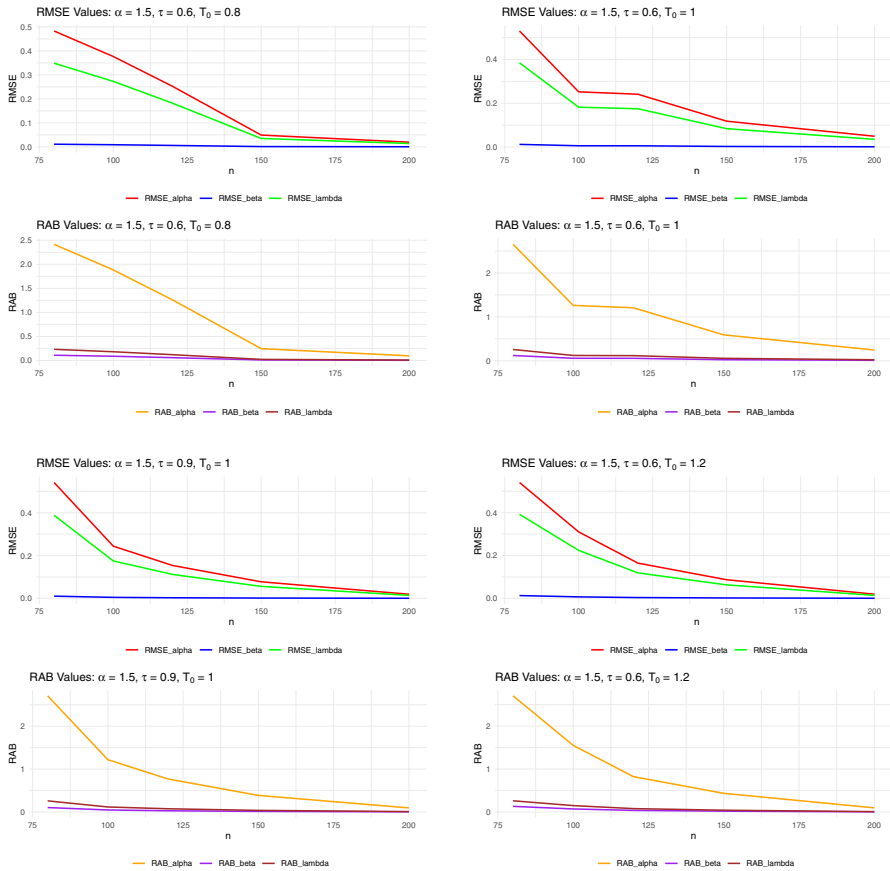 RMSE Values: α = 1.5, τ = 0.6, T₀ = 0.8
0.5
0.4
0.3
0.2
0.1
0.0
RMSE
75 100 125 150 175 200
n
RMSE_alpha RMSE_beta RMSE_lambda
RMSE Values: α = 1.5, τ = 0.6, T₀ = 1
0.4
0.2
0.0
RMSE
75 100 125 150 175 200
n
RMSE_alpha RMSE_beta RMSE_lambda
RAB Values: α = 1.5, τ = 0.6, T₀ = 0.8
2.5
2.0
1.5
1.0
0.5
0.0
RAB
75 100 125 150 175 200
n
RAB_alpha RAB_beta RAB_lambda
RAB Values: α = 1.5, τ = 0.6, T₀ = 1
2
1
0
RAB
75 100 125 150 175 200
n
RAB_alpha RAB_beta RAB_lambda
RMSE Values: α = 1.5, τ = 0.9, T₀ = 1
0.4
0.2
0.0
RMSE
75 100 125 150 175 200
n
RMSE_alpha RMSE_beta RMSE_lambda
RMSE Values: α = 1.5, τ = 0.6, T₀ = 1.2
0.4
0.2
0.0
RMSE
75 100 125 150 175 200
n
RMSE_alpha RMSE_beta RMSE_lambda
RAB Values: α = 1.5, τ = 0.9, T₀ = 1
2
1
0
RAB
75 100 125 150 175 200
n
RAB_alpha RAB_beta RAB_lambda
RAB Values: α = 1.5, τ = 0.6, T₀ = 1.2
2
1
0
RAB
75 100 125 150 175 200
n
RAB_alpha RAB_beta RAB_lambda